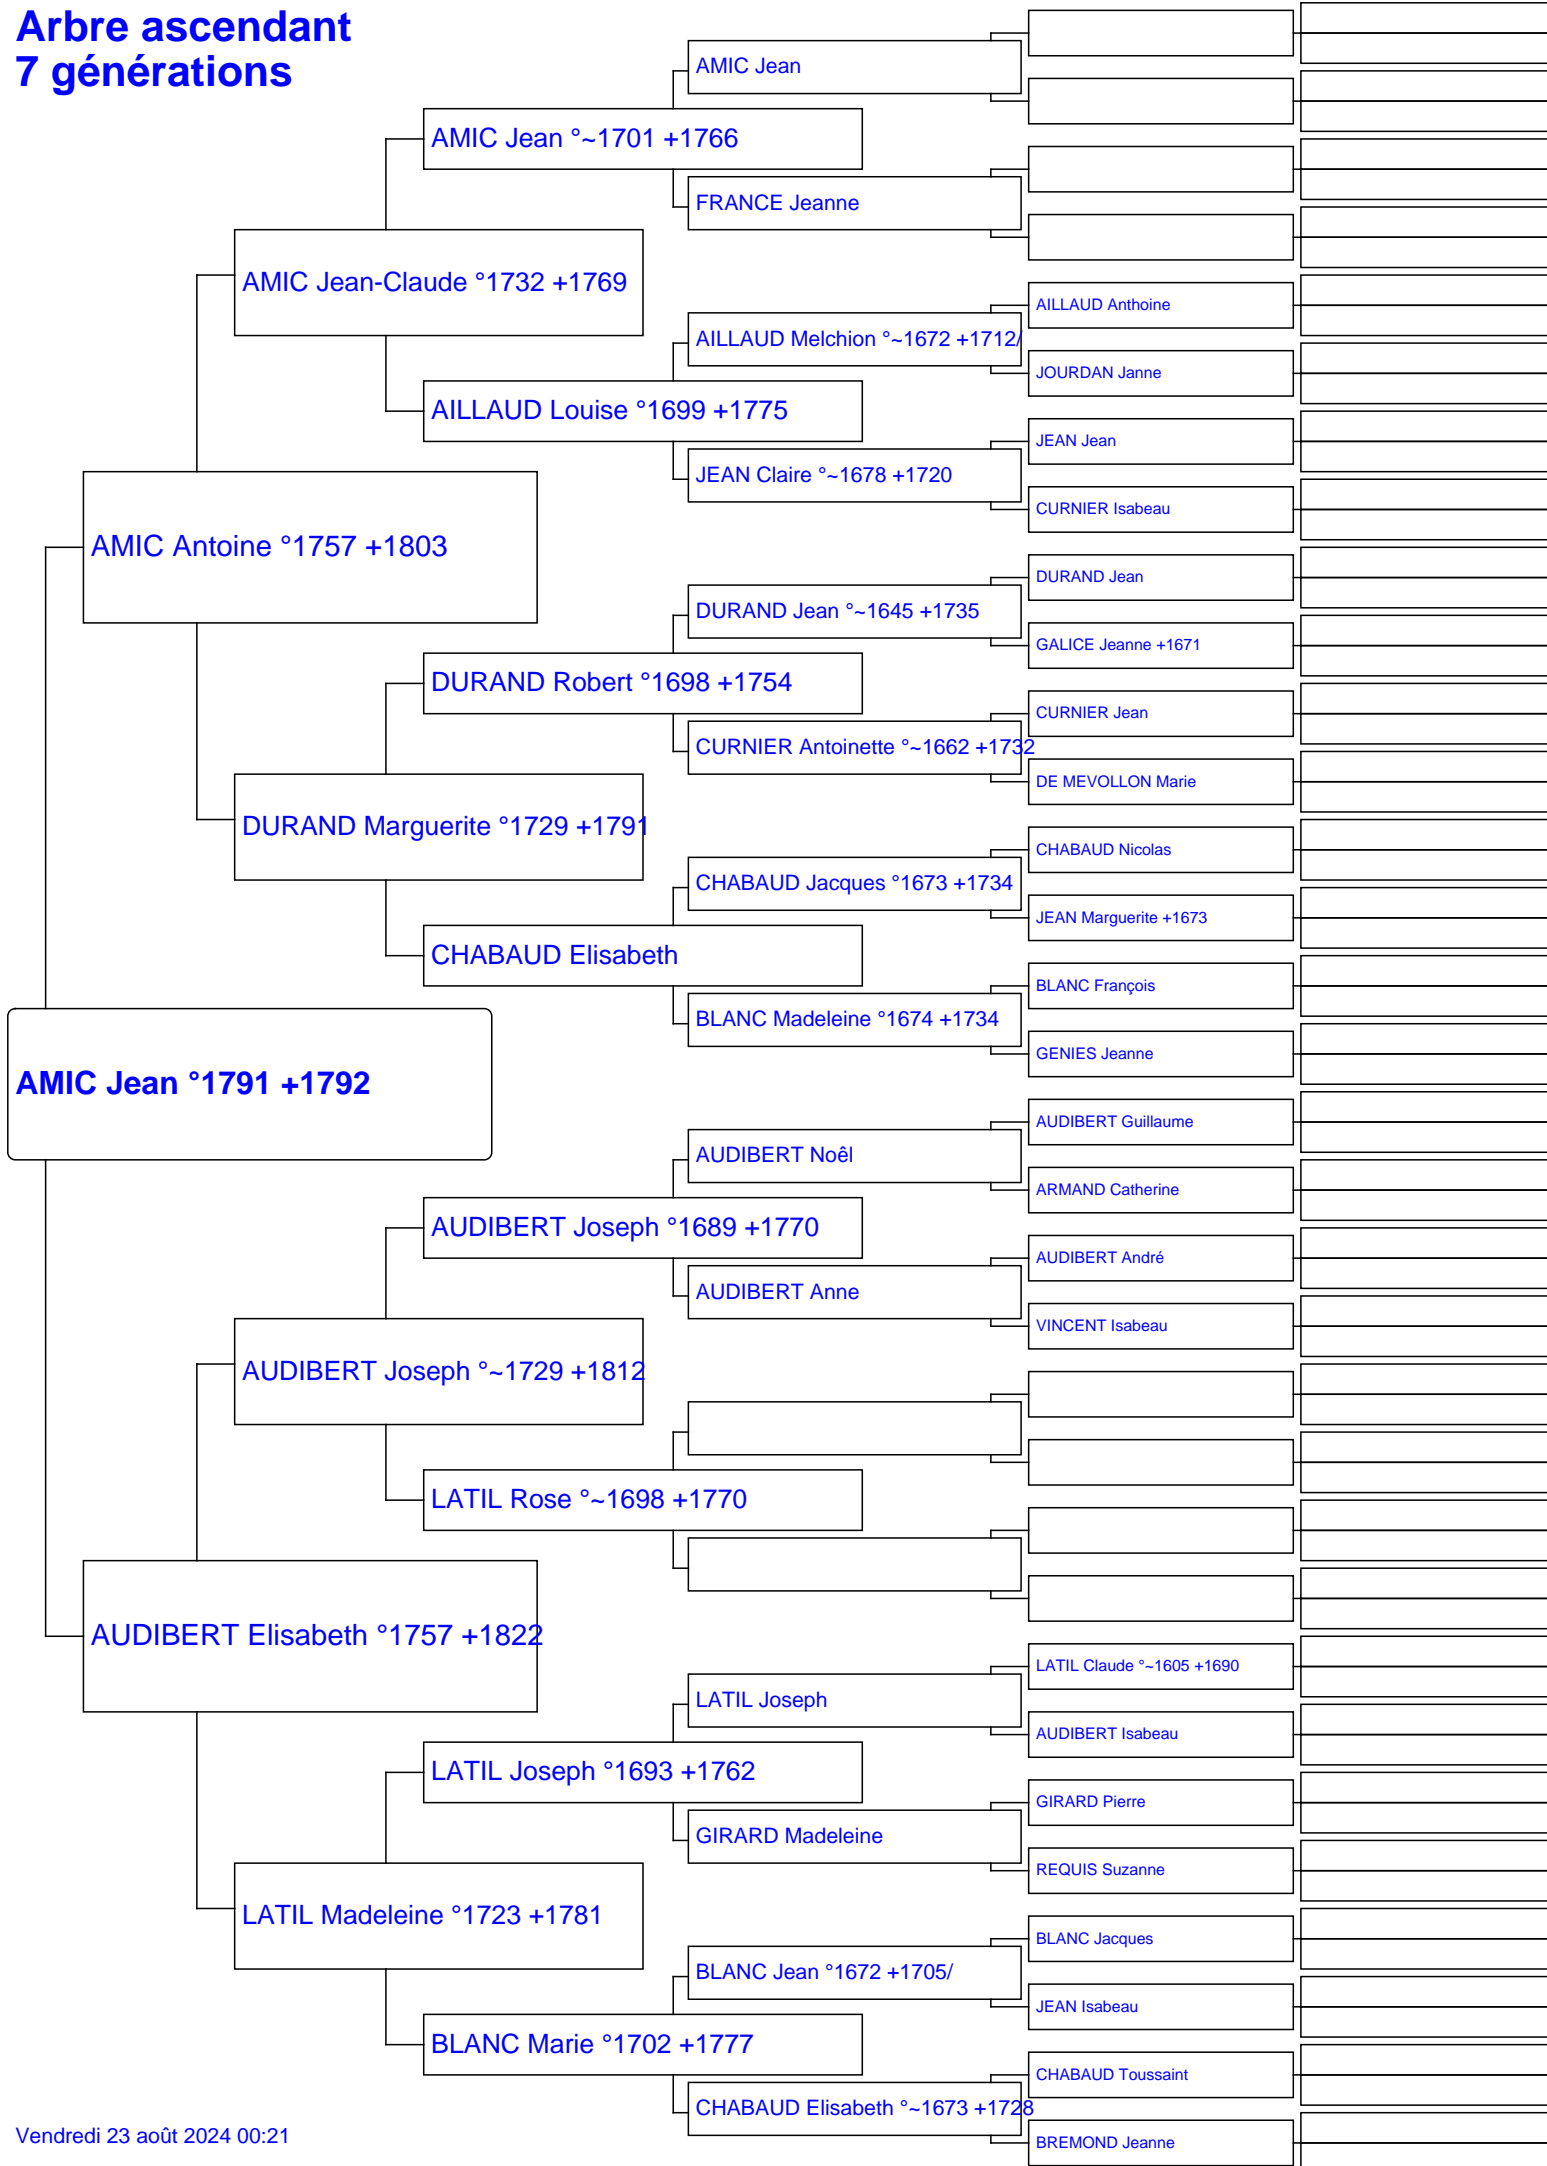 Arbre ascendant
7 générations
AMIC Jean
AMIC Jean °~1701 +1766
FRANCE Jeanne
AMIC Jean-Claude °1732 +1769
AILLAUD Anthoine
AILLAUD Melchion °~1672 +1712/
JOURDAN Janne
AILLAUD Louise °1699 +1775
JEAN Jean
JEAN Claire °~1678 +1720
CURNIER Isabeau
AMIC Antoine °1757 +1803
DURAND Jean
DURAND Jean °~1645 +1735
GALICE Jeanne +1671
DURAND Robert °1698 +1754
CURNIER Jean
CURNIER Antoinette °~1662 +1732
DE MEVOLLON Marie
DURAND Marguerite °1729 +1791
CHABAUD Nicolas
CHABAUD Jacques °1673 +1734
JEAN Marguerite +1673
CHABAUD Elisabeth
BLANC François
BLANC Madeleine °1674 +1734
GENIES Jeanne
AMIC Jean °1791 +1792
AUDIBERT Guillaume
AUDIBERT Noêl
ARMAND Catherine
AUDIBERT Joseph °1689 +1770
AUDIBERT André
AUDIBERT Anne
VINCENT Isabeau
AUDIBERT Joseph °~1729 +1812
LATIL Rose °~1698 +1770
AUDIBERT Elisabeth °1757 +1822
LATIL Claude °~1605 +1690
LATIL Joseph
AUDIBERT Isabeau
LATIL Joseph °1693 +1762
GIRARD Pierre
GIRARD Madeleine
REQUIS Suzanne
LATIL Madeleine °1723 +1781
BLANC Jacques
BLANC Jean °1672 +1705/
JEAN Isabeau
BLANC Marie °1702 +1777
CHABAUD Toussaint
CHABAUD Elisabeth °~1673 +1728
BREMOND Jeanne
Vendredi 23 août 2024 00:21